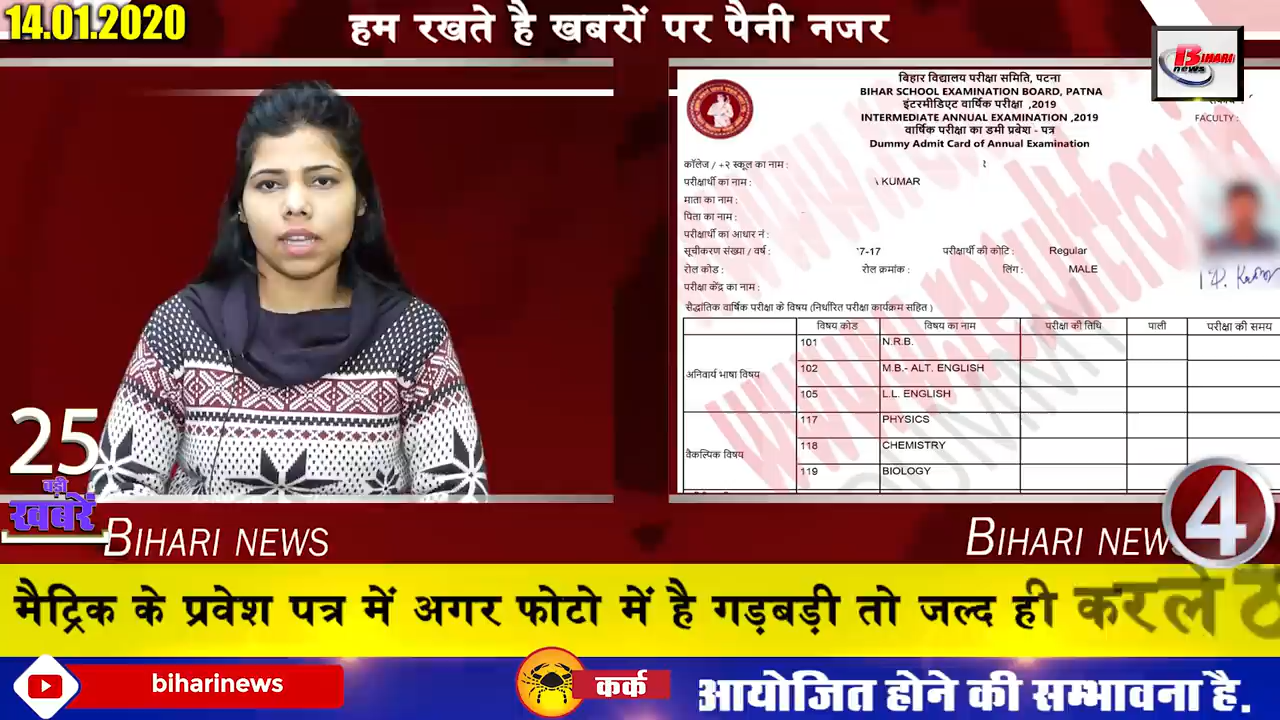 14.01.2020
हम रखते है खबरों पर पैनी नजर
BIHARI
news
बिहार विद्यालय परीक्षा समिति, पटना
BIHAR SCHOOL EXAMINATION BOARD, PATNA
इंटरमीडिएट वार्षिक परीक्षा ,2019
INTERMEDIATE ANNUAL EXAMINATION ,2019
FACULTY :
वार्षिक परीक्षा का डमी प्रवेश - पत्र
Dummy Admit Card of Annual Examination
कॉलेज / +२ स्कूल का नाम :
परीक्षार्थी का नाम : KUMAR
माता का नाम :
पिता का नाम :
परीक्षार्थी का आधार नं :
सूचीकरण संख्या / वर्ष : 7-17 परीक्षार्थी की कोटि : Regular
रोल कोड : रोल क्रमांक : लिंग : MALE
परीक्षा केंद्र का नाम :
सैद्धांतिक वार्षिक परीक्षा के विषय (निर्धारित परीक्षा कार्यक्रम सहित )
विषय कोड विषय का नाम परीक्षा की तिथि पाली परीक्षा की समय
101 N.R.B.
अनिवार्य भाषा विषय 102 M.B.- ALT. ENGLISH
105 L.L. ENGLISH
117 PHYSICS
वैकल्पिक विषय 118 CHEMISTRY
119 BIOLOGY
25
बड़ी
खबरें
BIHARI NEWS
BIHARI NEWS
4
मैट्रिक के प्रवेश पत्र में अगर फोटो में है गड़बड़ी तो जल्द ही करले
biharinews
कर्क
आयोजित होने की सम्भावना है.